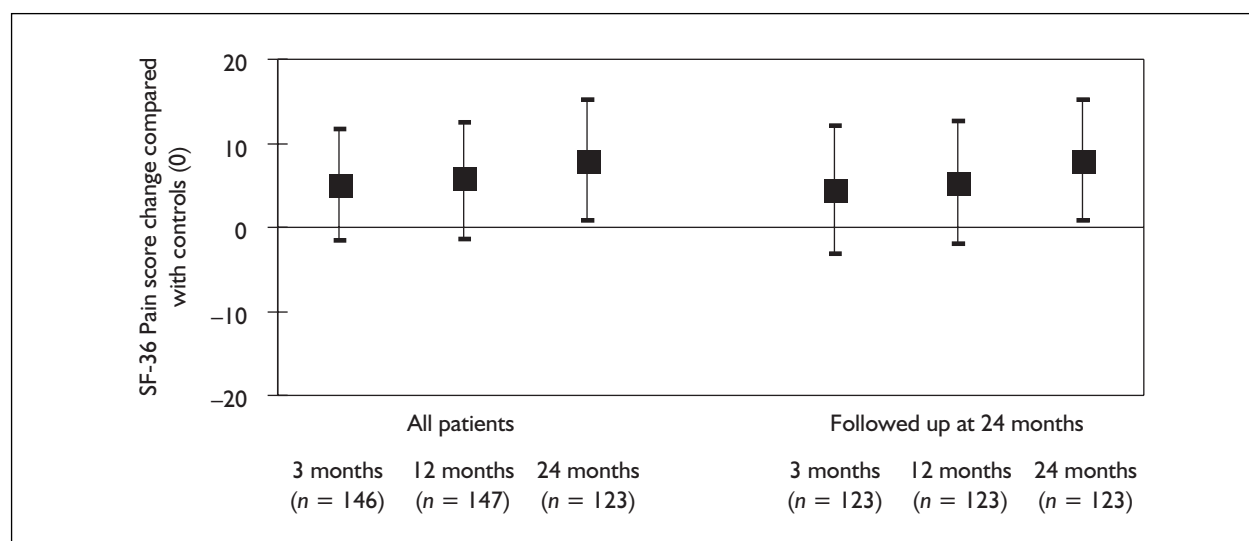 SF-36 Pain score change compared
with controls (0)
20
10
0
–10
–20
All patients
Followed up at 24 months
3 months
12 months
24 months
3 months
12 months
24 months
(n = 146)
(n = 147)
(n = 123)
(n = 123)
(n = 123)
(n = 123)